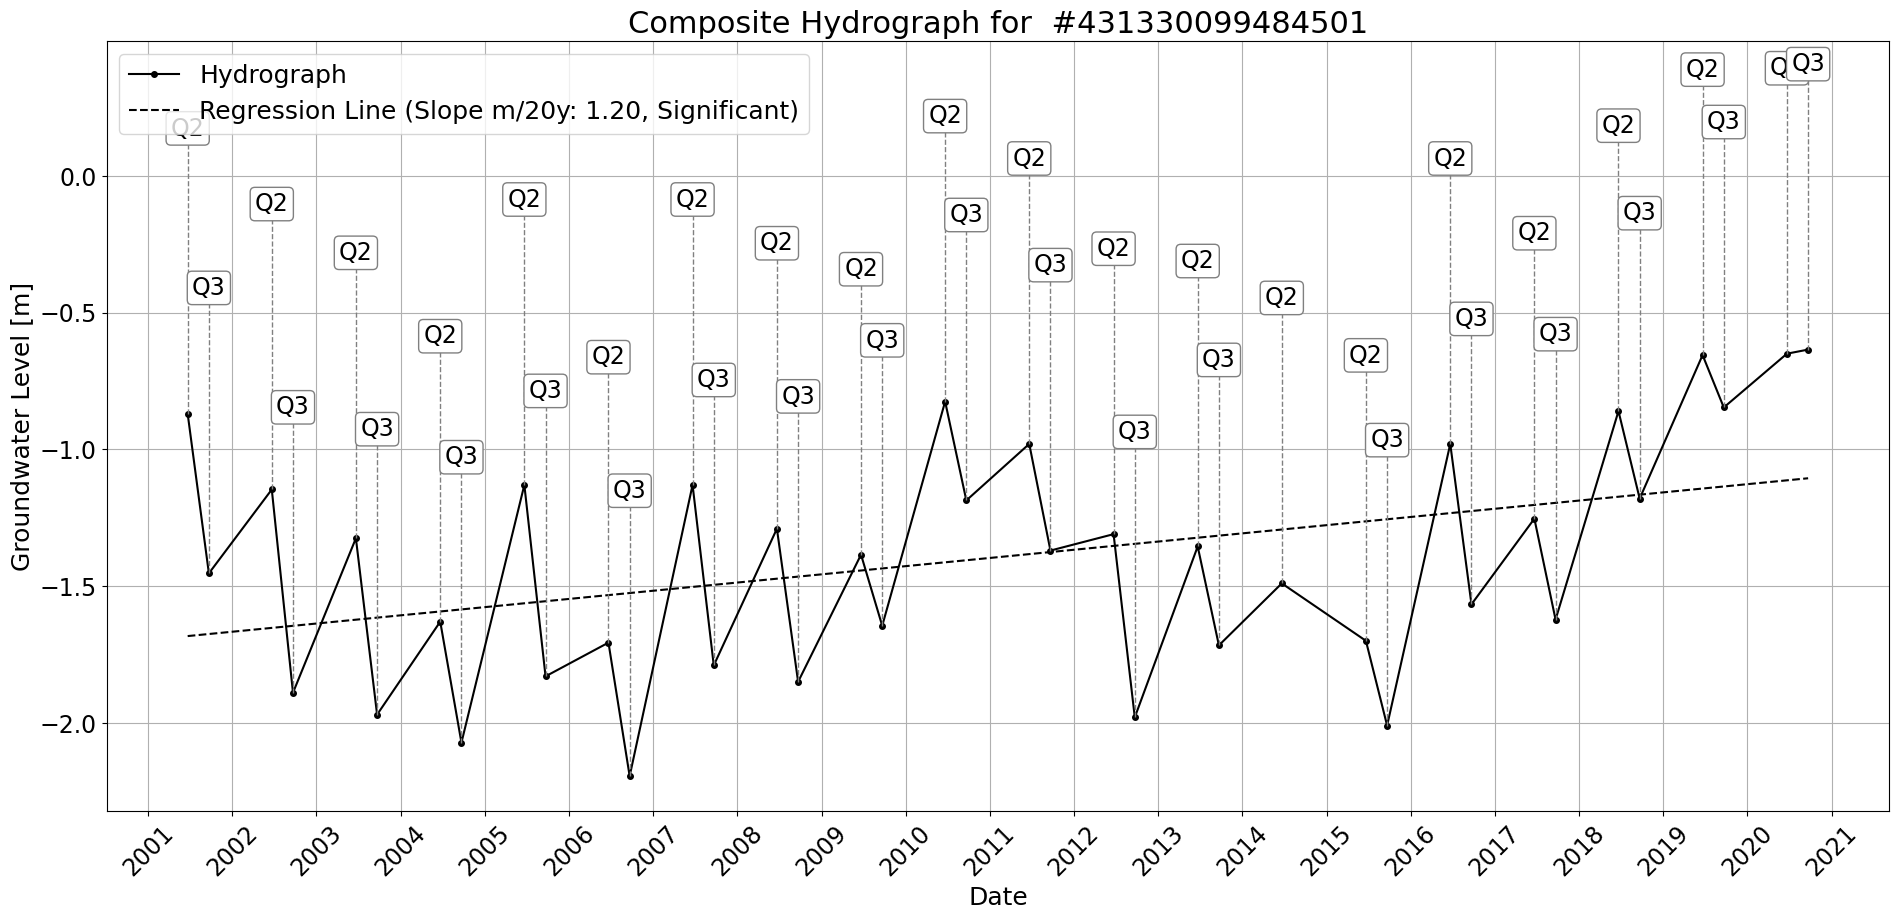 Composite Hydrograph for  #431330099484501
Hydrograph
Regression Line (Slope m/20y: 1.20, Significant)
Q2
Q3
Q2
Q3
Q2
Q3
Q2
Q3
Q2
Q3
Q2
Q3
Q2
Q3
Q2
Q3
Q2
Q3
Q2
Q3
Q2
Q3
Q2
Q3
Q2
Q3
Q2
Q2
Q3
Q2
Q3
Q2
Q3
Q2
Q3
Q2
Q3
Q3
Groundwater Level [m]
0.0
−0.5
−1.0
−1.5
−2.0
2001
2002
2003
2004
2005
2006
2007
2008
2009
2010
2011
2012
2013
2014
2015
2016
2017
2018
2019
2020
2021
Date